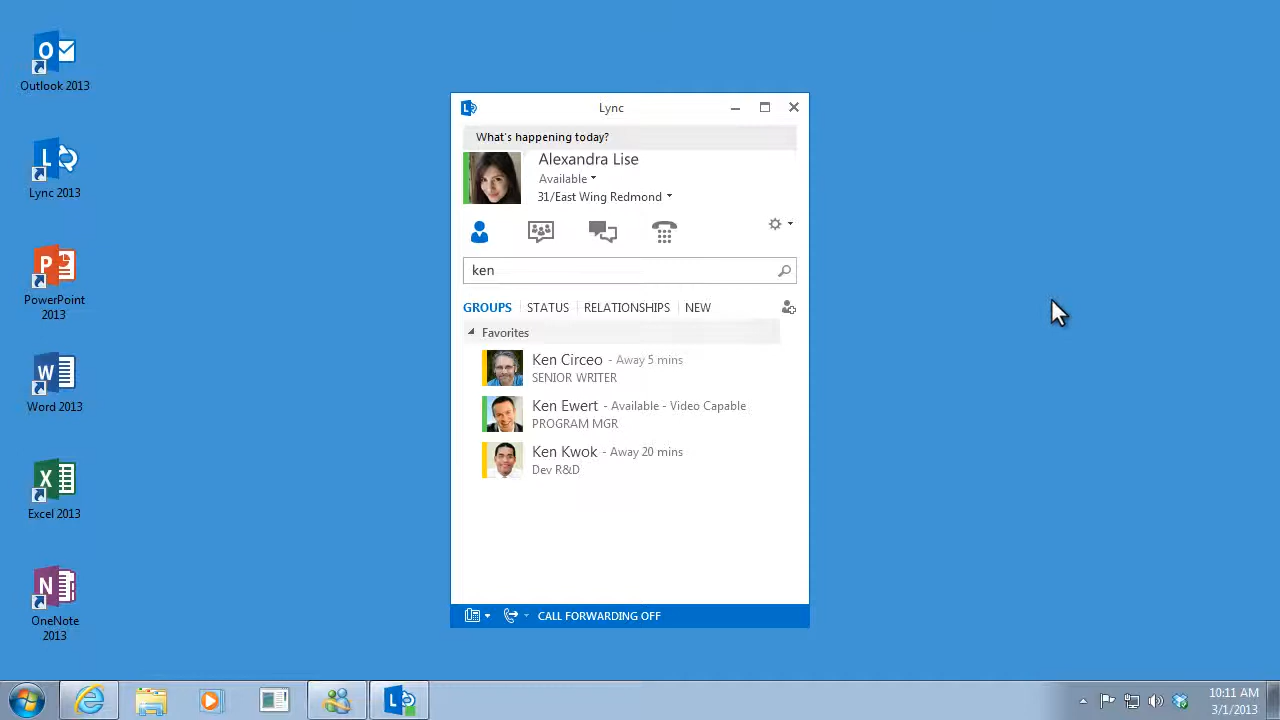 Outlook 2013
Lync 2013
PowerPoint
2013
Word 2013
Excel 2013
OneNote
2013
Lync
What's happening today?
Alexandra Lise
Available
31/East Wing Redmond
ken
GROUPS STATUS RELATIONSHIPS NEW
Favorites
Ken Circeo - Away 5 mins
SENIOR WRITER
Ken Ewert - Available - Video Capable
PROGRAM MGR
Ken Kwok - Away 20 mins
Dev R&D
CALL FORWARDING OFF
10:11 AM
3/1/2013